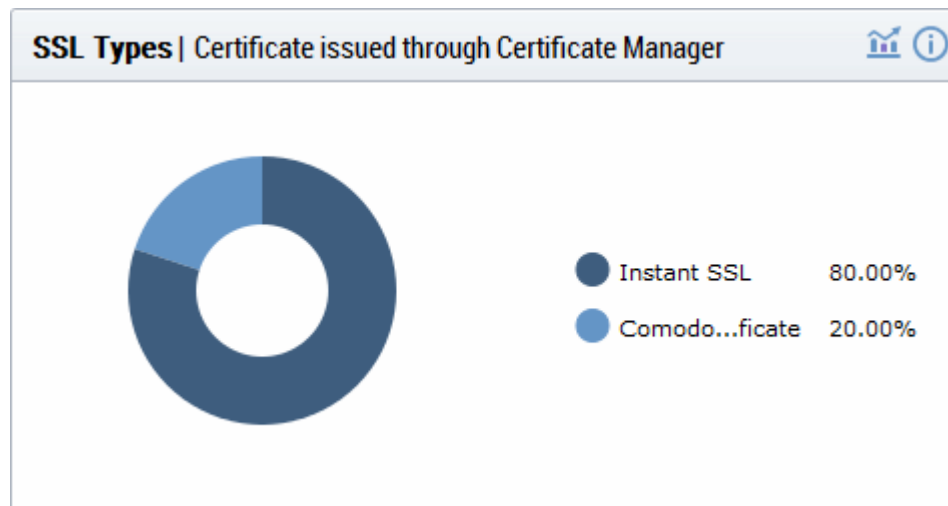 SSL Types | Certificate issued through Certificate Manager
Instant SSL 80.00%
Comodo...ficate 20.00%